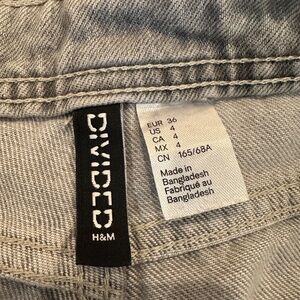 DIVIDED
H&M
EUR 36
US 4
CA 4
MX 4
CN 165/68A
Made in
Bangladesh
Fabriqué au
Bangladesh